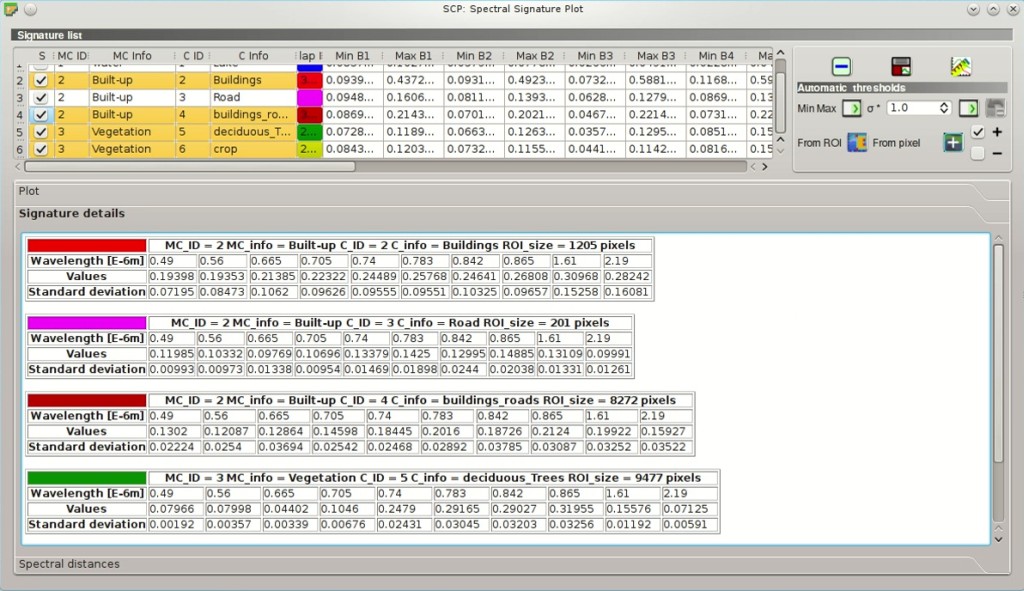 SCP: Spectral Signature Plot
Signature list
S MC ID MC Info C ID C Info lap Min B1 Max B1 Min B2 Max B2 Min B3 Max B3 Min B4 Ma
2 2 Built-up 2 Buildings 0.0939... 0.4372... 0.0931... 0.4923... 0.0732... 0.5881... 0.1168... 0.59
3 2 Built-up 3 Road 0.0948... 0.1606... 0.0811... 0.1393... 0.0628... 0.1279... 0.0869... 0.13
4 2 Built-up 4 buildings_ro... 0.0869... 0.2143... 0.0701... 0.2021... 0.0467... 0.2214... 0.0731... 0.22
5 3 Vegetation 5 deciduous_T... 2... 0.0728... 0.1189... 0.0663... 0.1263... 0.0357... 0.1295... 0.0851... 0.15
6 3 Vegetation 6 crop 2... 0.0843... 0.1203... 0.0732... 0.1155... 0.0441... 0.1142... 0.0816... 0.15
Automatic thresholds
Min Max σ* 1.0
From ROI From pixel + −
Plot
Signature details
MC_ID = 2 MC_info = Built-up C_ID = 2 C_info = Buildings ROI_size = 1205 pixels
Wavelength [E-6m] 0.49 0.56 0.665 0.705 0.74 0.783 0.842 0.865 1.61 2.19
Values 0.19398 0.19353 0.21385 0.22322 0.24489 0.25768 0.24641 0.26808 0.30968 0.28242
Standard deviation 0.07195 0.08473 0.1062 0.09626 0.09555 0.09551 0.10325 0.09657 0.15258 0.16081
MC_ID = 2 MC_info = Built-up C_ID = 3 C_info = Road ROI_size = 201 pixels
Wavelength [E-6m] 0.49 0.56 0.665 0.705 0.74 0.783 0.842 0.865 1.61 2.19
Values 0.11985 0.10332 0.09769 0.10696 0.13379 0.1425 0.12995 0.14885 0.13109 0.09991
Standard deviation 0.00993 0.00973 0.01338 0.00954 0.01469 0.01898 0.0244 0.02038 0.01331 0.01261
MC_ID = 2 MC_info = Built-up C_ID = 4 C_info = buildings_roads ROI_size = 8272 pixels
Wavelength [E-6m] 0.49 0.56 0.665 0.705 0.74 0.783 0.842 0.865 1.61 2.19
Values 0.1302 0.12087 0.12864 0.14598 0.18445 0.2016 0.18726 0.2124 0.19922 0.15927
Standard deviation 0.02224 0.0254 0.03694 0.02542 0.02468 0.02892 0.03785 0.03087 0.03252 0.03522
MC_ID = 3 MC_info = Vegetation C_ID = 5 C_info = deciduous_Trees ROI_size = 9477 pixels
Wavelength [E-6m] 0.49 0.56 0.665 0.705 0.74 0.783 0.842 0.865 1.61 2.19
Values 0.07966 0.07998 0.04402 0.1046 0.2479 0.29165 0.29027 0.31955 0.15576 0.07125
Standard deviation 0.00192 0.00357 0.00339 0.00676 0.02431 0.03045 0.03203 0.03256 0.01192 0.00591
Spectral distances